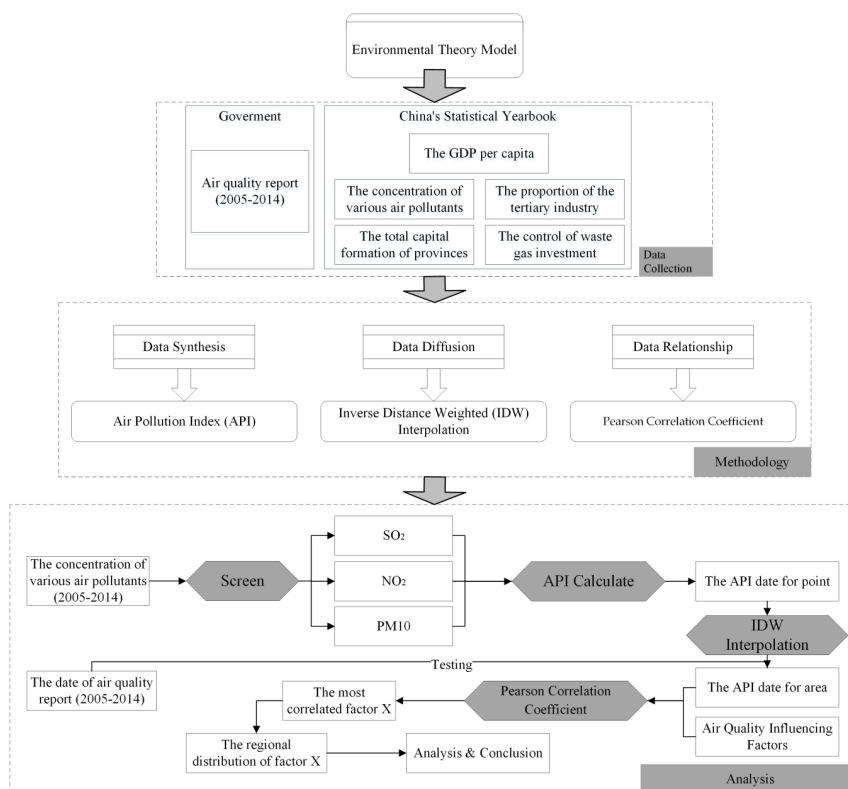 Environmental Theory Model
Goverment
China's Statistical Yearbook
Air quality report
(2005-2014)
The GDP per capita
The concentration of
various air pollutants
The proportion of the
tertiary industry
The total capital
formation of provinces
The control of waste
gas investment
Data
Collection
Data Synthesis
Data Diffusion
Data Relationship
Air Pollution Index (API)
Inverse Distance Weighted (IDW)
Interpolation
Pearson Correlation Coefficient
Methodology
The concentration of
various air pollutants
(2005-2014)
Screen
SO₂
NO₂
PM10
API Calculate
The API date for point
IDW
Interpolation
Testing
The date of air quality
report (2005-2014)
The API date for area
Air Quality Influencing
Factors
Pearson Correlation
Coefficient
The most
correlated factor X
The regional
distribution of factor X
Analysis & Conclusion
Analysis